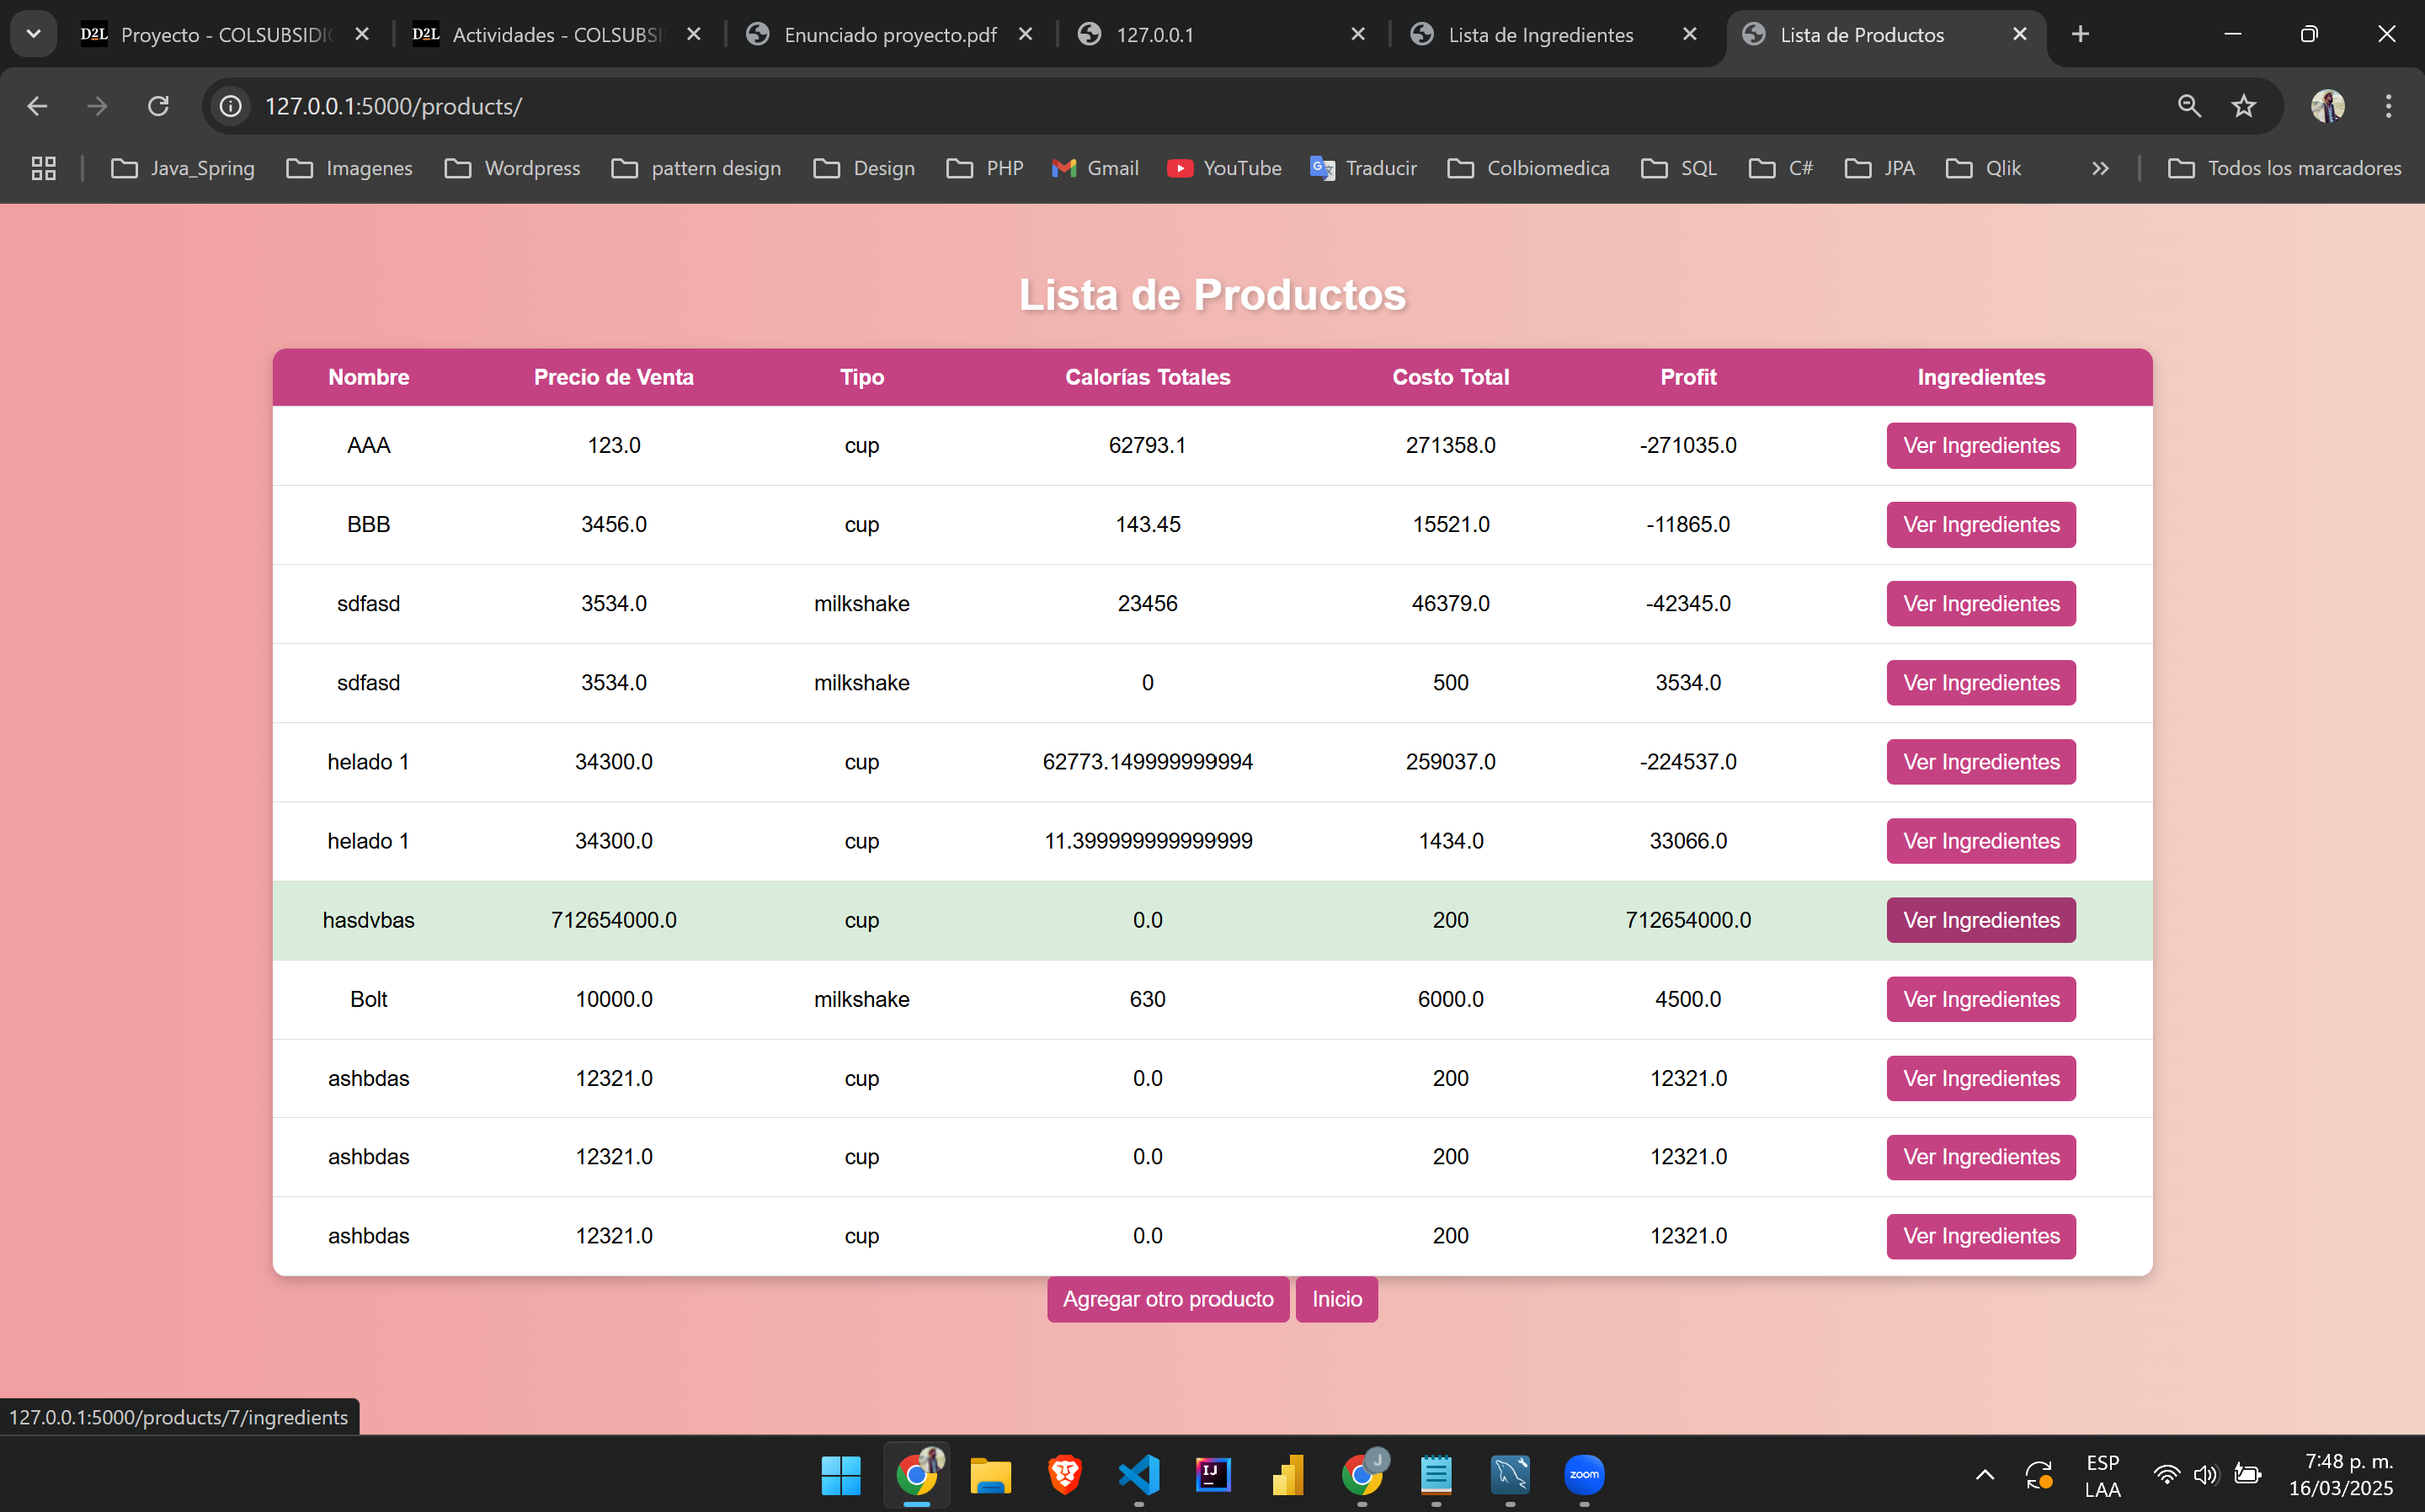 D2L Proyecto - COLSUBSIDIO
D2L Actividades - COLSUBSI
Enunciado proyecto.pdf
127.0.0.1
Lista de Ingredientes
Lista de Productos
127.0.0.1:5000/products/
Java_Spring Imagenes Wordpress pattern design Design PHP Gmail YouTube Traducir Colbiomedica SQL C# JPA Qlik Todos los marcadores
Lista de Productos
Nombre Precio de Venta Tipo Calorías Totales Costo Total Profit Ingredientes
AAA 123.0 cup 62793.1 271358.0 -271035.0 Ver Ingredientes
BBB 3456.0 cup 143.45 15521.0 -11865.0 Ver Ingredientes
sdfasd 3534.0 milkshake 23456 46379.0 -42345.0 Ver Ingredientes
sdfasd 3534.0 milkshake 0 500 3534.0 Ver Ingredientes
helado 1 34300.0 cup 62773.149999999994 259037.0 -224537.0 Ver Ingredientes
helado 1 34300.0 cup 11.399999999999999 1434.0 33066.0 Ver Ingredientes
hasdvbas 712654000.0 cup 0.0 200 712654000.0 Ver Ingredientes
Bolt 10000.0 milkshake 630 6000.0 4500.0 Ver Ingredientes
ashbdas 12321.0 cup 0.0 200 12321.0 Ver Ingredientes
ashbdas 12321.0 cup 0.0 200 12321.0 Ver Ingredientes
ashbdas 12321.0 cup 0.0 200 12321.0 Ver Ingredientes
Agregar otro producto Inicio
127.0.0.1:5000/products/7/ingredients
IJ
J
zoom
ESP
LAA
7:48 p. m.
16/03/2025